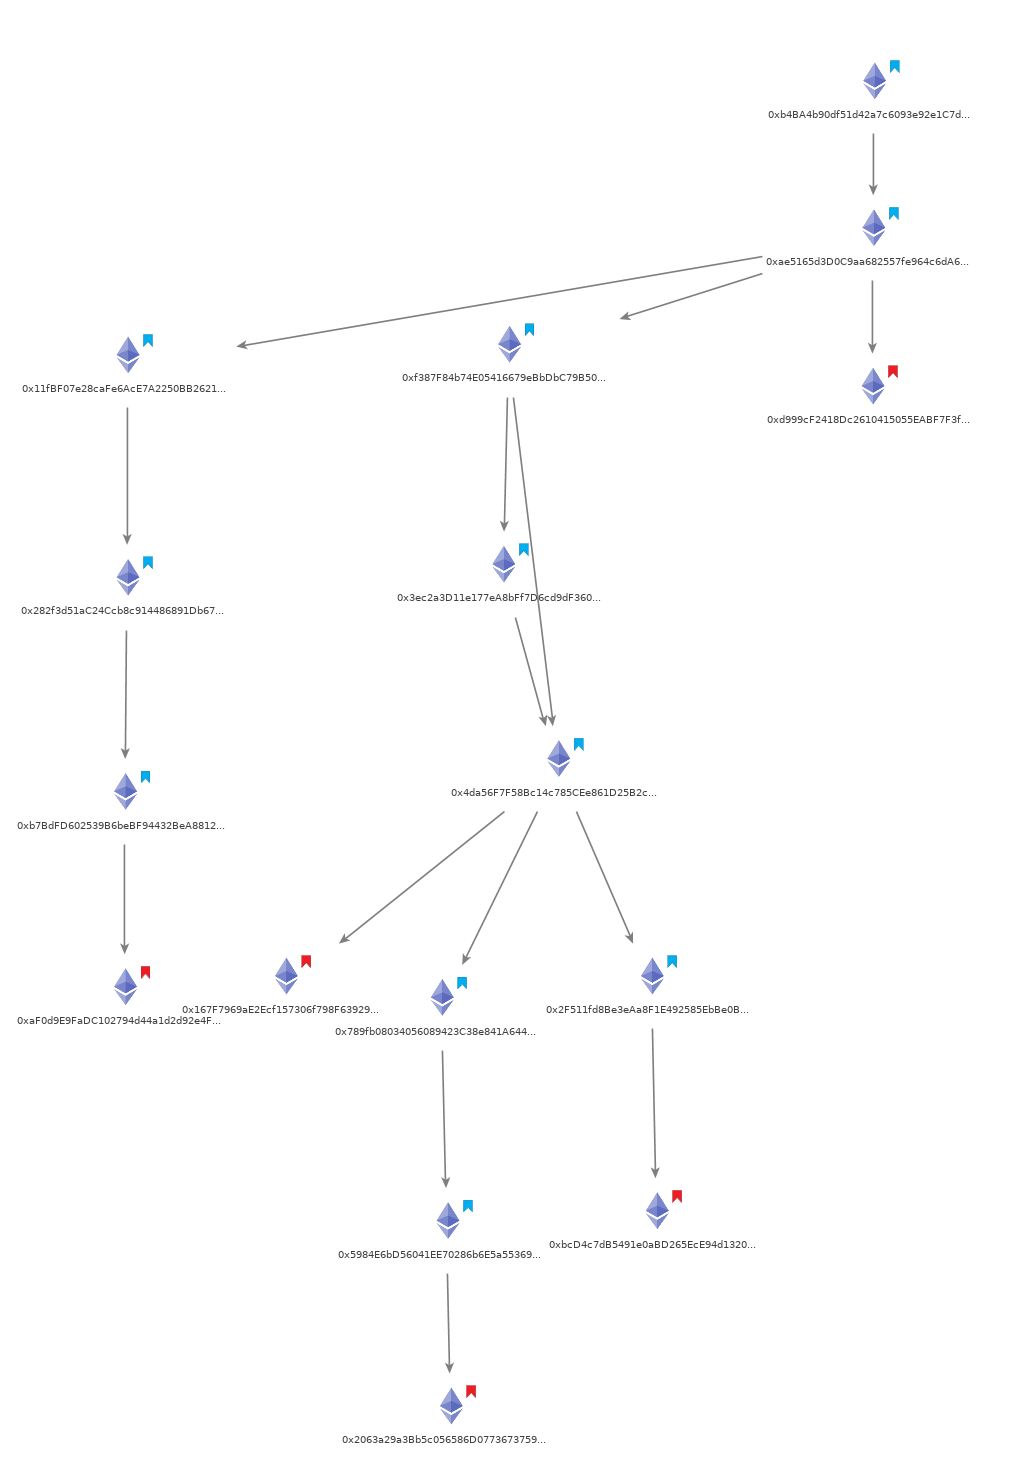 0xb4BA4b90df51d42a7c6093e92e1C7d...
0xae5165d3D0C9aa682557fe964c6dA6...
0x11fBF07e28caFe6AcE7A2250BB2621...
0xf387F84b74E05416679eBbDbC79B50...
0xd999cF2418Dc2610415055EABF7F3f...
0x282f3d51aC24Ccb8c914486891Db67...
0x3ec2a3D11e177eA8bFf7D6cd9dF360...
0x4da56F7F58Bc14c785CEe861D25B2c...
0xb7BdFD602539B6beBF94432BeA8812...
0xaF0d9E9FaDC102794d44a1d2d92e4F...
0x167F7969aE2Ecf157306f798F63929...
0x789fb08034056089423C38e841A644...
0x2F511fd8Be3eAa8F1E492585EbBe0B...
0x5984E6bD56041EE70286b6E5a55369...
0xbcD4c7dB5491e0aBD265EcE94d1320...
0x2063a29a3Bb5c056586D0773673759...